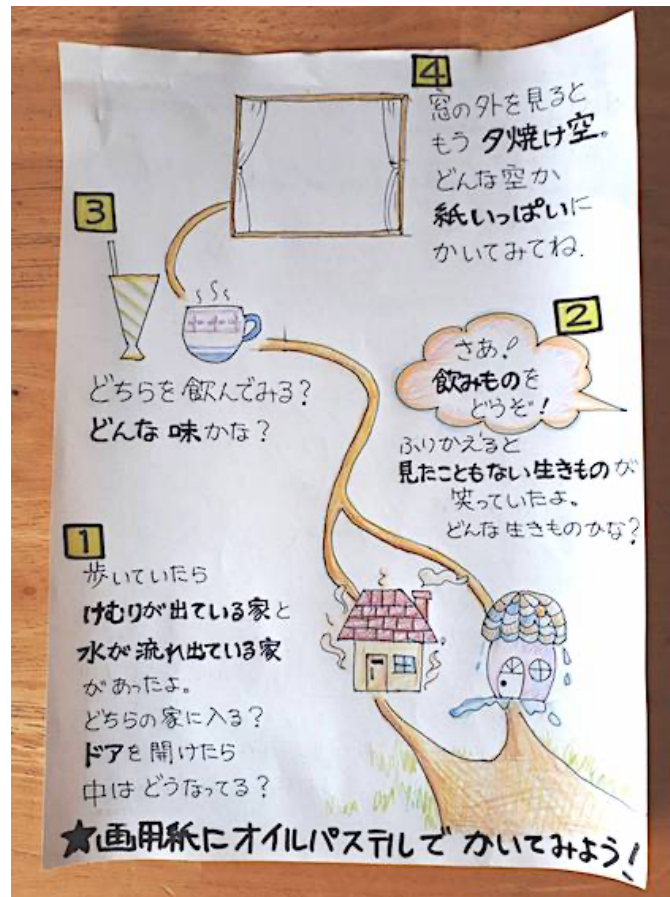 4
窓の外を見ると
もう夕焼け空。
どんな空か、
紙いっぱいに
かいてみてね.
3
どちらを飲んでみる?
どんな味かな?
2
さあ!
飲みものを
どうぞ!
ふりかえると
見たこともない生きものが
笑っていたよ。
どんな生きものかな?
1
歩いていたら
けむりが出ている家と
水が流れ出ている家
があったよ。
どちらの家に入る?
ドアを開けたら
中はどうなってる?
★画用紙にオイルパステルでかいてみよう!